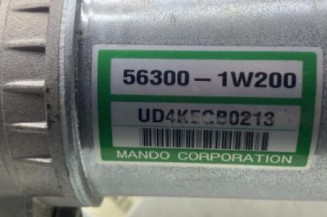 56300-1W200
UD4KECB0213
MANDO CORPORATION